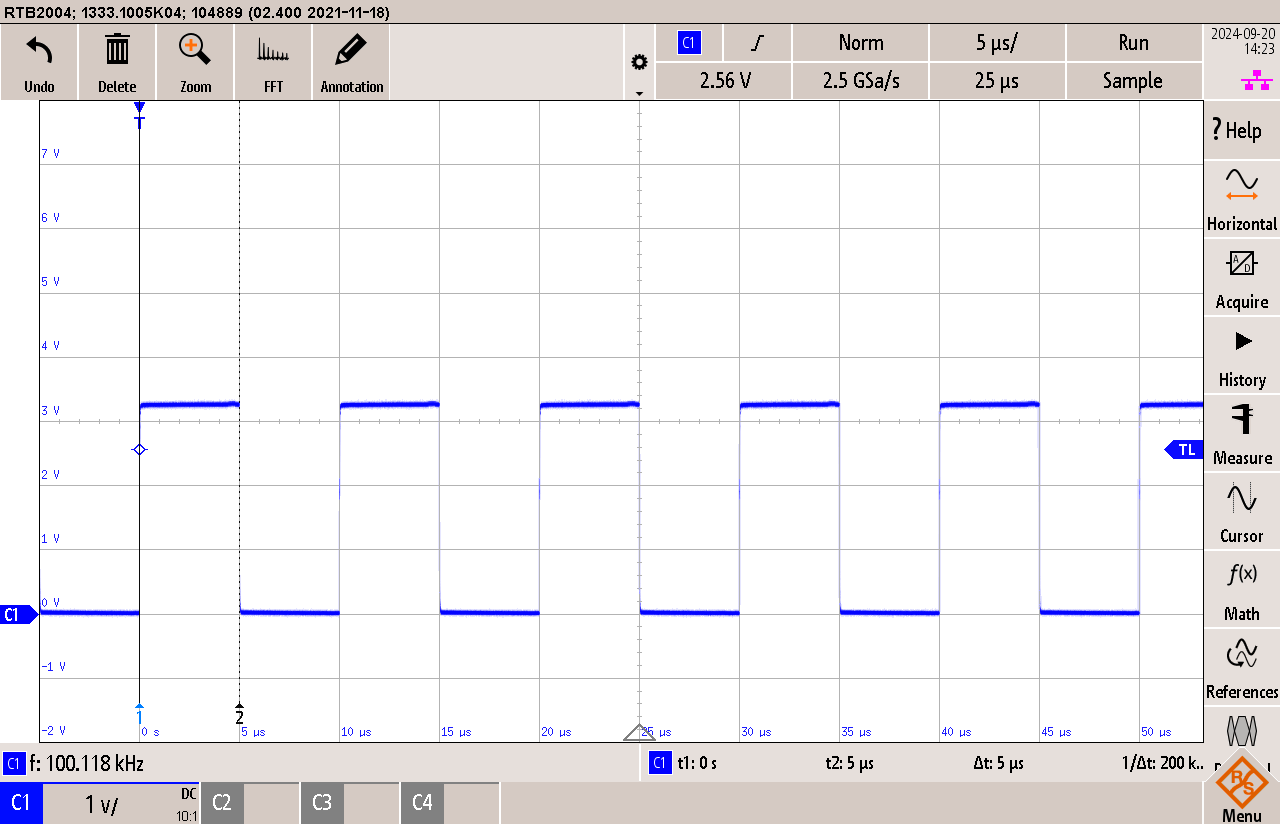 RTB2004; 1333.1005K04; 104889 (02.400 2021-11-18)
Undo
Delete
Zoom
FFT
Annotation
C1
Norm
5 µs/
Run
2.56 V
2.5 GSa/s
25 µs
Sample
2024-09-20
14:23
? Help
Horizontal
A/D
Acquire
History
Measure
Cursor
f(x)
Math
References
R/S
Menu
T
7 V
6 V
5 V
4 V
3 V
2 V
1 V
0 V
-1 V
-2 V
C1
TL
1
2
0 s
5 µs
10 µs
15 µs
20 µs
25 µs
30 µs
35 µs
40 µs
45 µs
50 µs
C1 f: 100.118 kHz
C1 t1: 0 s t2: 5 µs Δt: 5 µs 1/Δt: 200 k..
C1 1 V/ DC
10:1
C2
C3
C4